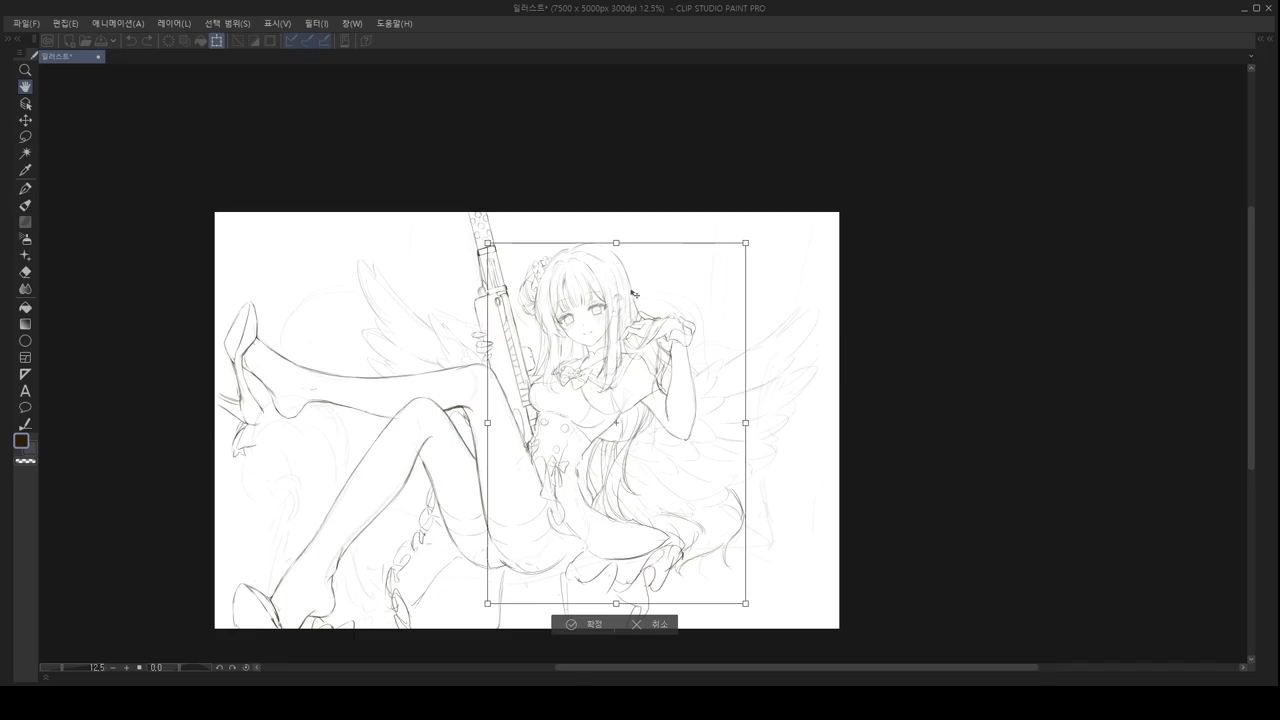 일러스트* (7500 x 5000px 300dpi 12.5%) - CLIP STUDIO PAINT PRO
파일(F) 편집(E) 애니메이션(A) 레이어(L) 선택 범위(S) 표시(V) 필터(I) 창(W) 도움말(H)
일러스트*
확정 취소
12.5 0.0